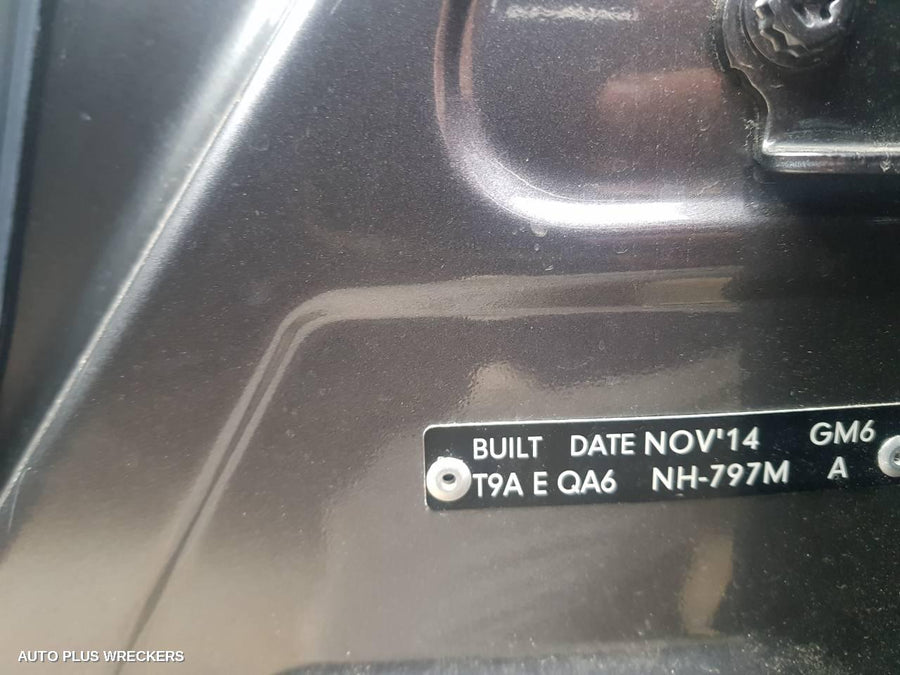 BUILT DATE NOV'14 GM6
T9A E QA6 NH-797M A
AUTO PLUS WRECKERS